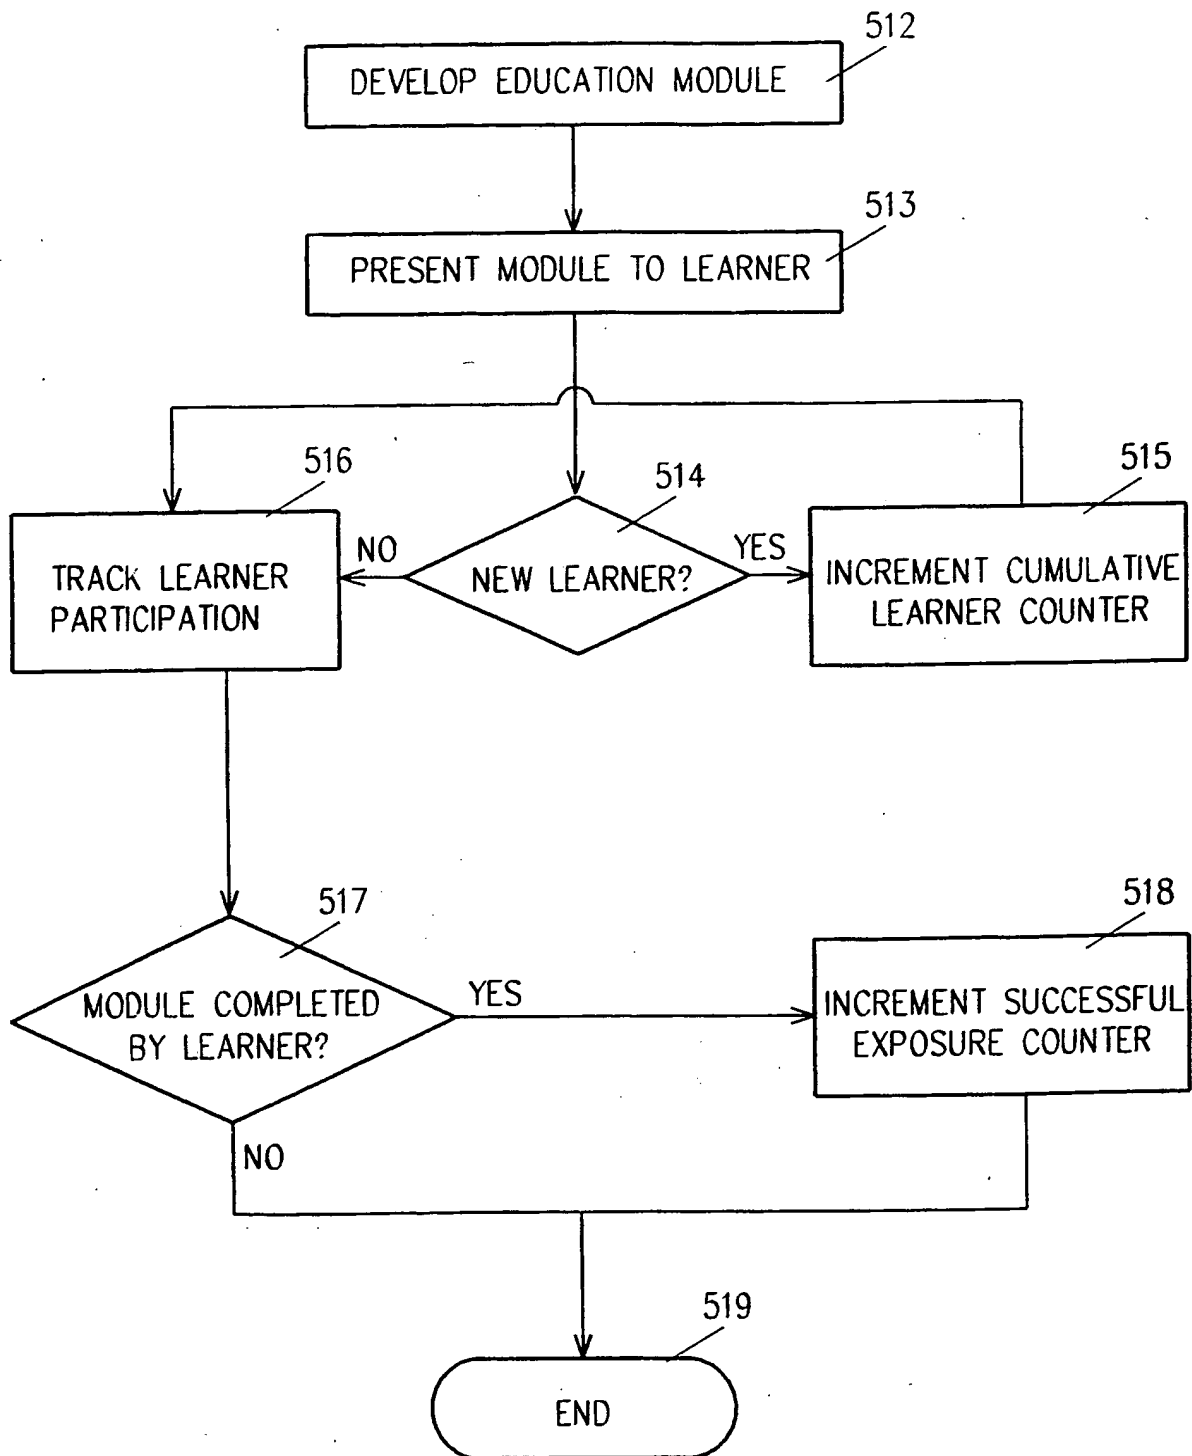 512
DEVELOP EDUCATION MODULE
513
PRESENT MODULE TO LEARNER
516
514
515
TRACK LEARNER
PARTICIPATION
NO
NEW LEARNER?
YES
INCREMENT CUMULATIVE
LEARNER COUNTER
517
518
MODULE COMPLETED
BY LEARNER?
YES
INCREMENT SUCCESSFUL
EXPOSURE COUNTER
NO
519
END